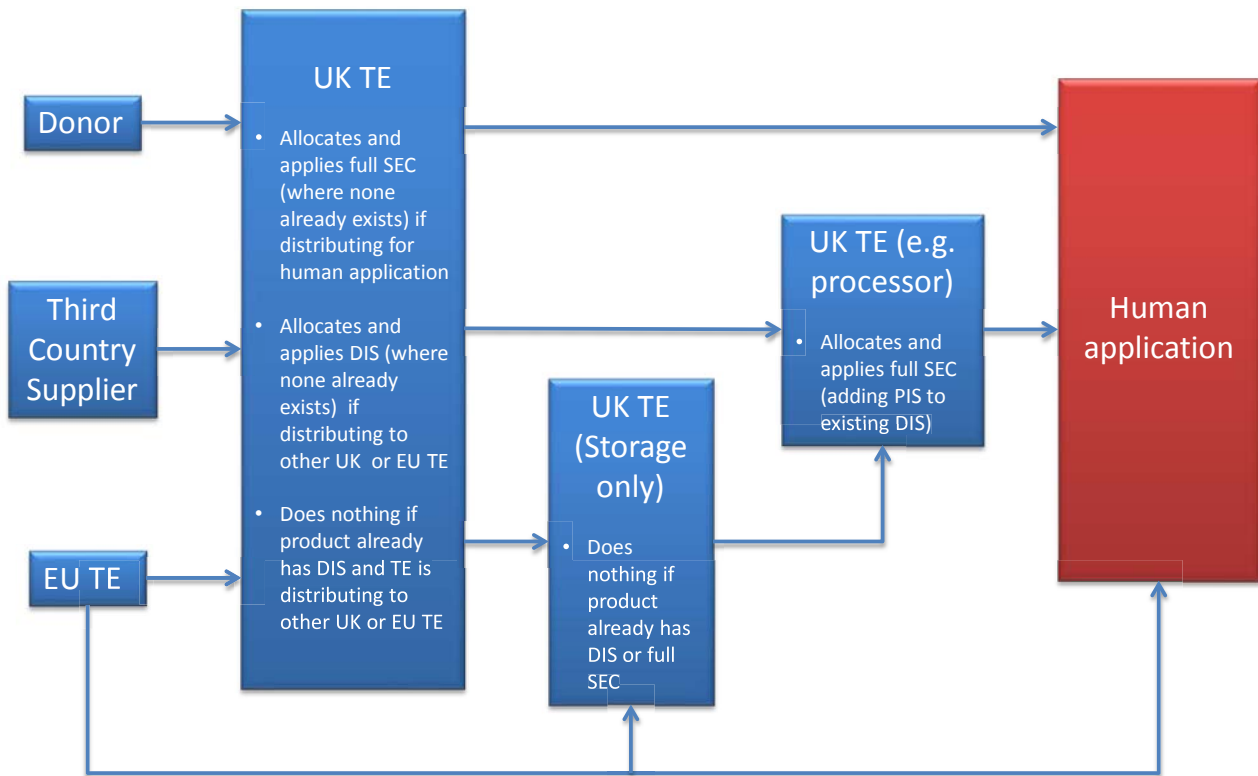 Donor
Third
Country
Supplier
EU TE
UK TE
• Allocates and
applies full SEC
(where none
already exists) if
distributing for
human application
• Allocates and
applies DIS (where
none already
exists) if
distributing to
other UK or EU TE
• Does nothing if
product already
has DIS and TE is
distributing to
other UK or EU TE
UK TE
(Storage
only)
• Does
nothing if
product
already has
DIS or full
SEC
UK TE (e.g.
processor)
• Allocates and
applies full SEC
(adding PIS to
existing DIS)
Human
application